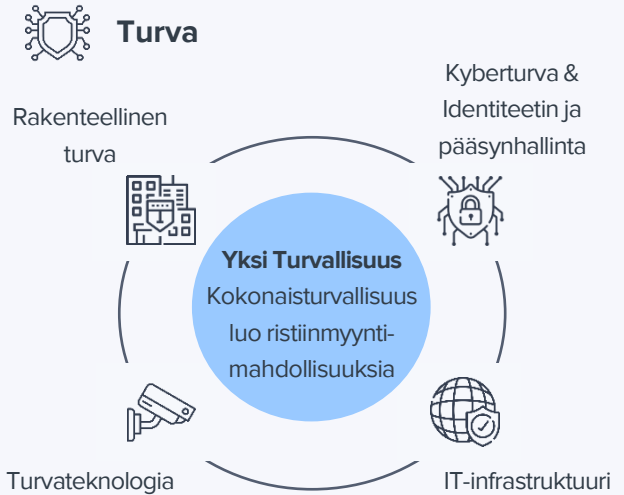 Turva
Rakenteellinen
turva
Kyberturva &
Identiteetin ja
pääsynhallinta
Yksi Turvallisuus
Kokonaisturvallisuus
luo ristiinmyynti-
mahdollisuuksia
Turvateknologia
IT-infrastruktuuri